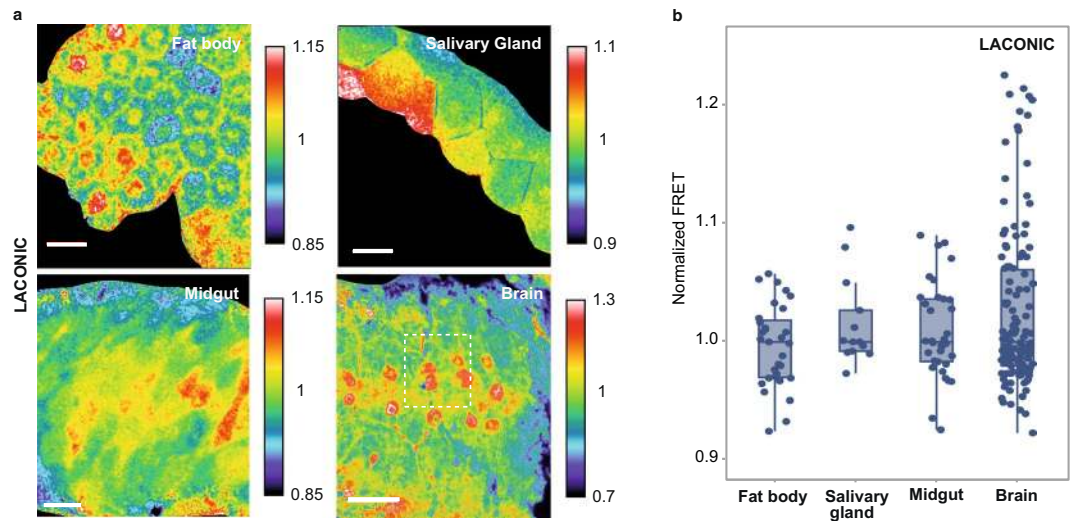 a
LACONIC
Fat body
1.15
1
0.85
Salivary Gland
1.1
1
0.9
Midgut
1.15
1
0.85
Brain
1.3
1
0.7
b
LACONIC
Normalized FRET
1.2
1.1
1.0
0.9
Fat body
Salivary
gland
Midgut
Brain